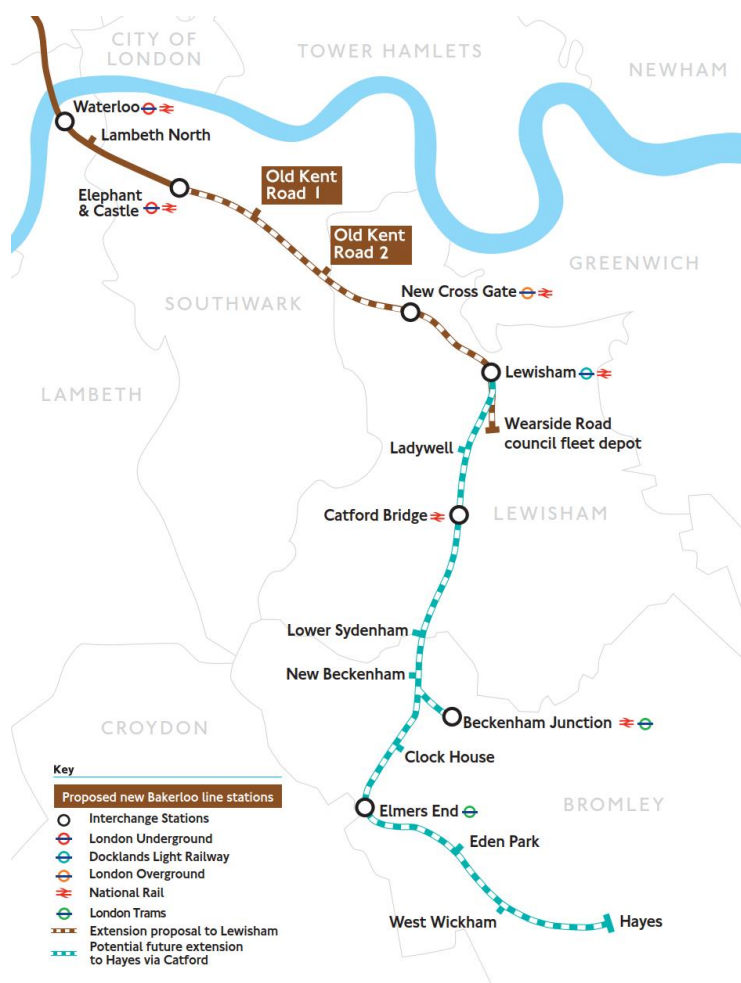 CITY OF
LONDON
TOWER HAMLETS
NEWHAM
Waterloo
Lambeth North
Elephant
& Castle
Old Kent
Road 1
Old Kent
Road 2
GREENWICH
New Cross Gate
SOUTHWARK
Lewisham
LAMBETH
Wearside Road
council fleet depot
Ladywell
Catford Bridge
LEWISHAM
Lower Sydenham
New Beckenham
Beckenham Junction
CROYDON
Clock House
Elmers End
BROMLEY
Eden Park
West Wickham
Hayes
Key
Proposed new Bakerloo line stations
Interchange Stations
London Underground
Docklands Light Railway
London Overground
National Rail
London Trams
Extension proposal to Lewisham
Potential future extension
to Hayes via Catford